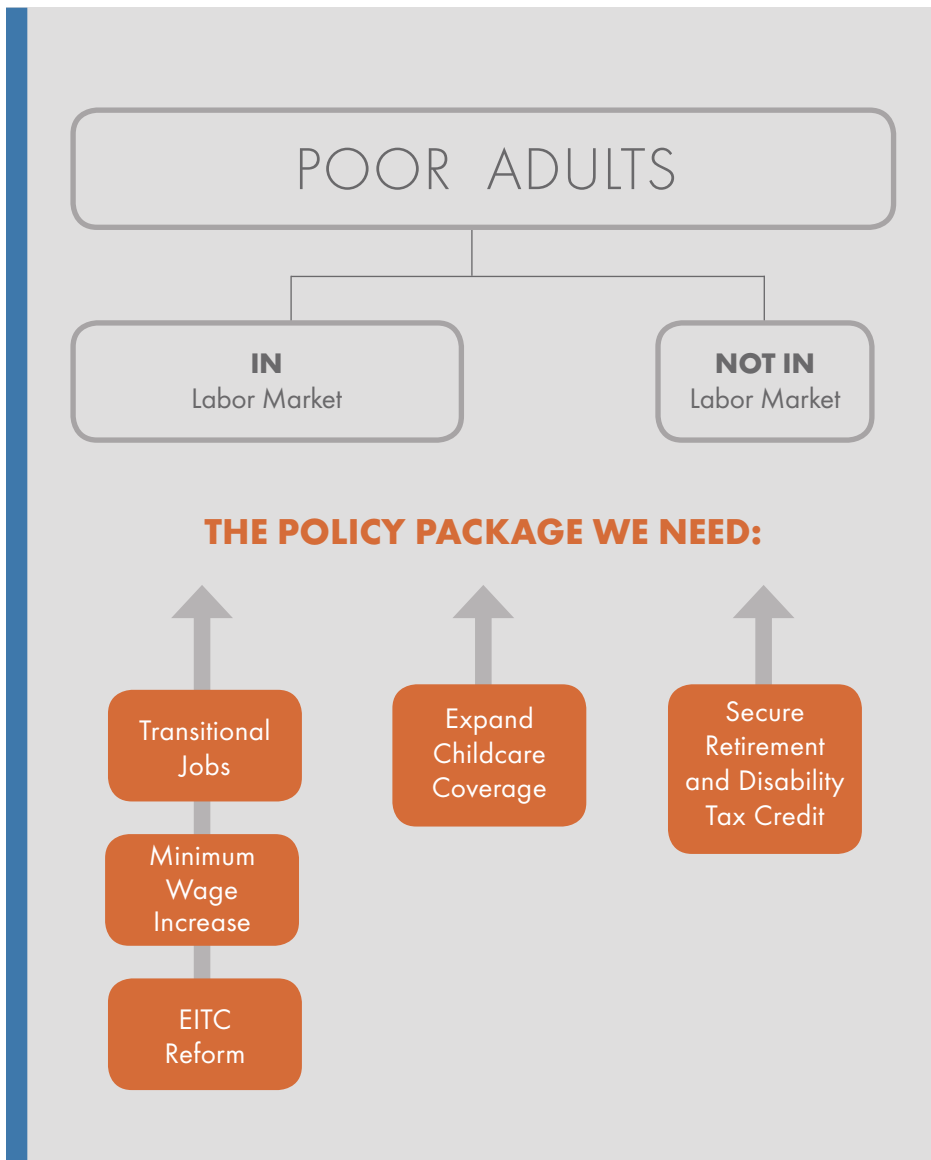 POOR ADULTS
IN
Labor Market
NOT IN
Labor Market
THE POLICY PACKAGE WE NEED:
Transitional
Jobs
Minimum
Wage
Increase
EITC
Reform
Expand
Childcare
Coverage
Secure
Retirement
and Disability
Tax Credit